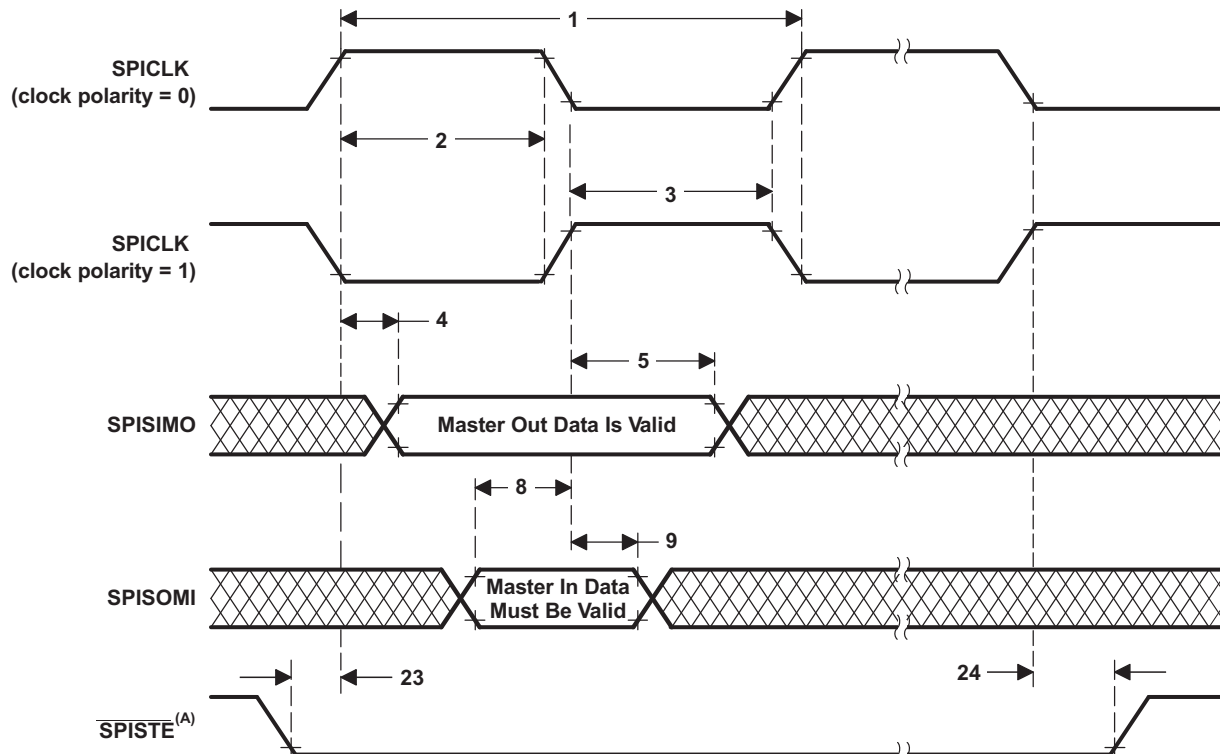 1
SPICLK
(clock polarity = 0)
2
3
SPICLK
(clock polarity = 1)
4
5
SPISIMO
Master Out Data Is Valid
8
9
SPISOMI
Master In Data
Must Be Valid
23
24
SPISTE(A)